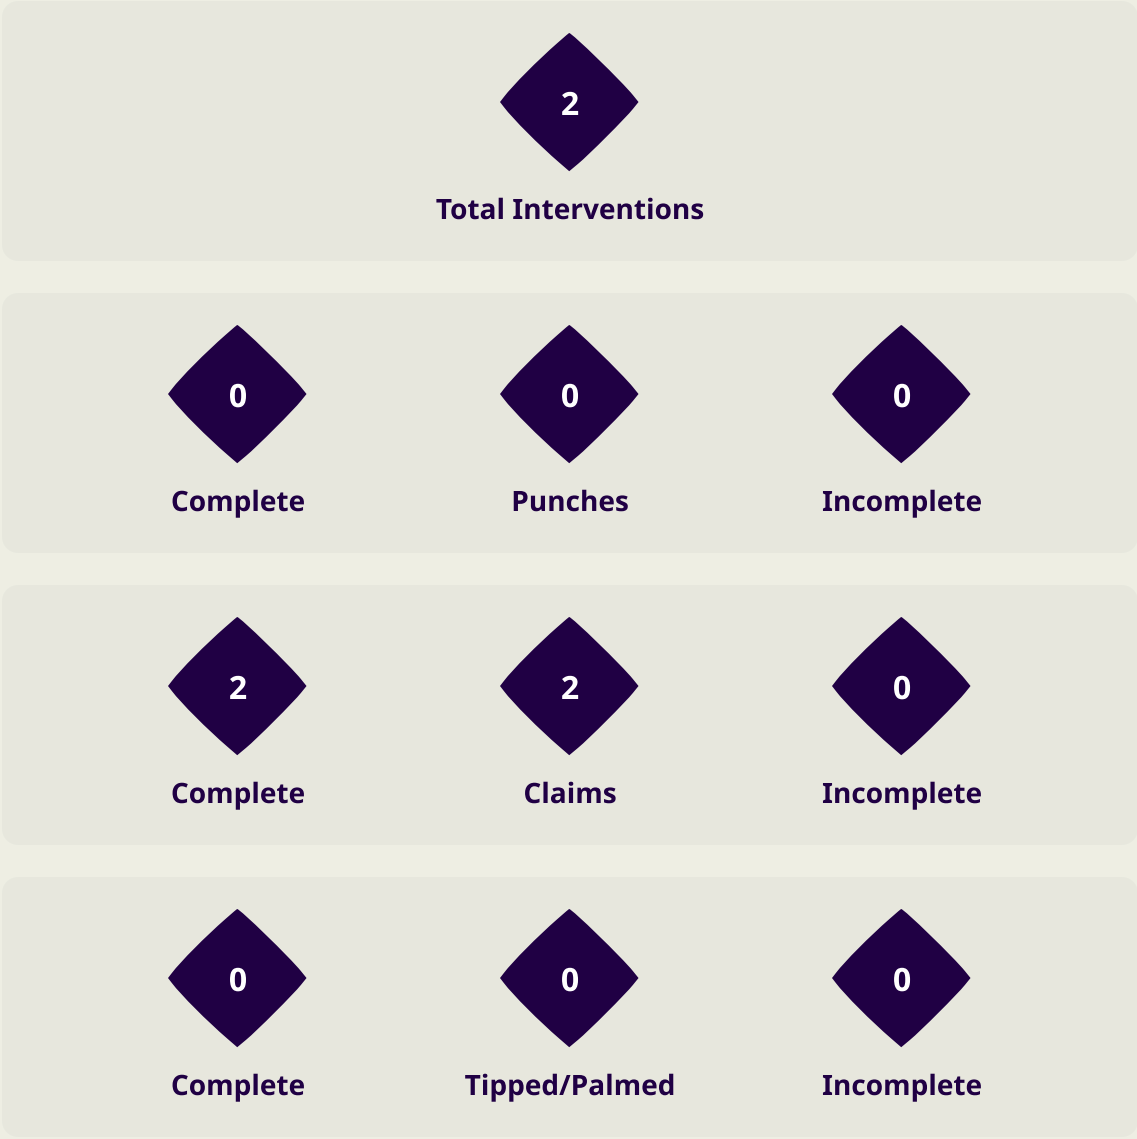 2
Total Interventions
0 0 0
Complete Punches Incomplete
2 2 0
Complete Claims Incomplete
0 0 0
Complete Tipped/Palmed Incomplete